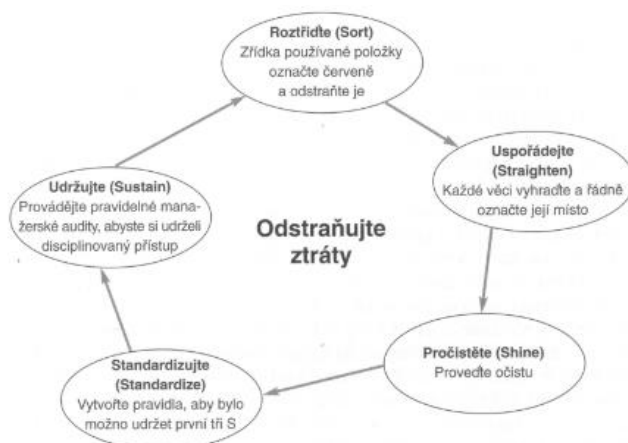 Roztřiďte (Sort)
Zřídka používané položky
označte červeně
a odstraňte je
Uspořádejte
(Straighten)
Každé věci vyhraďte a řádně
označte její místo
Udržujte (Sustain)
Provádějte pravidelné mana-
žerské audity, abyste si udrželi
disciplinovaný přístup
Odstraňujte
ztráty
Pročistěte (Shine)
Proveďte očistu
Standardizujte
(Standardize)
Vytvořte pravidla, aby bylo
možno udržet první tři S